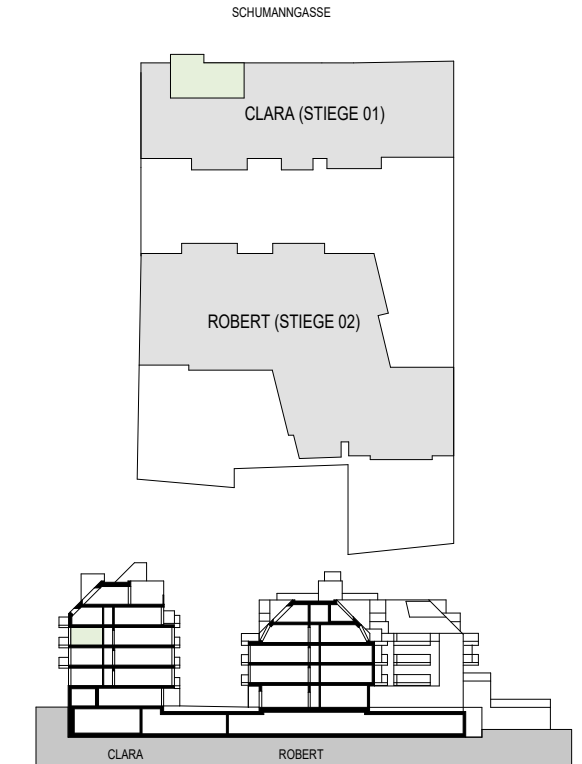 SCHUMANNGASSE
CLARA (STIEGE 01)
ROBERT (STIEGE 02)
CLARA
ROBERT